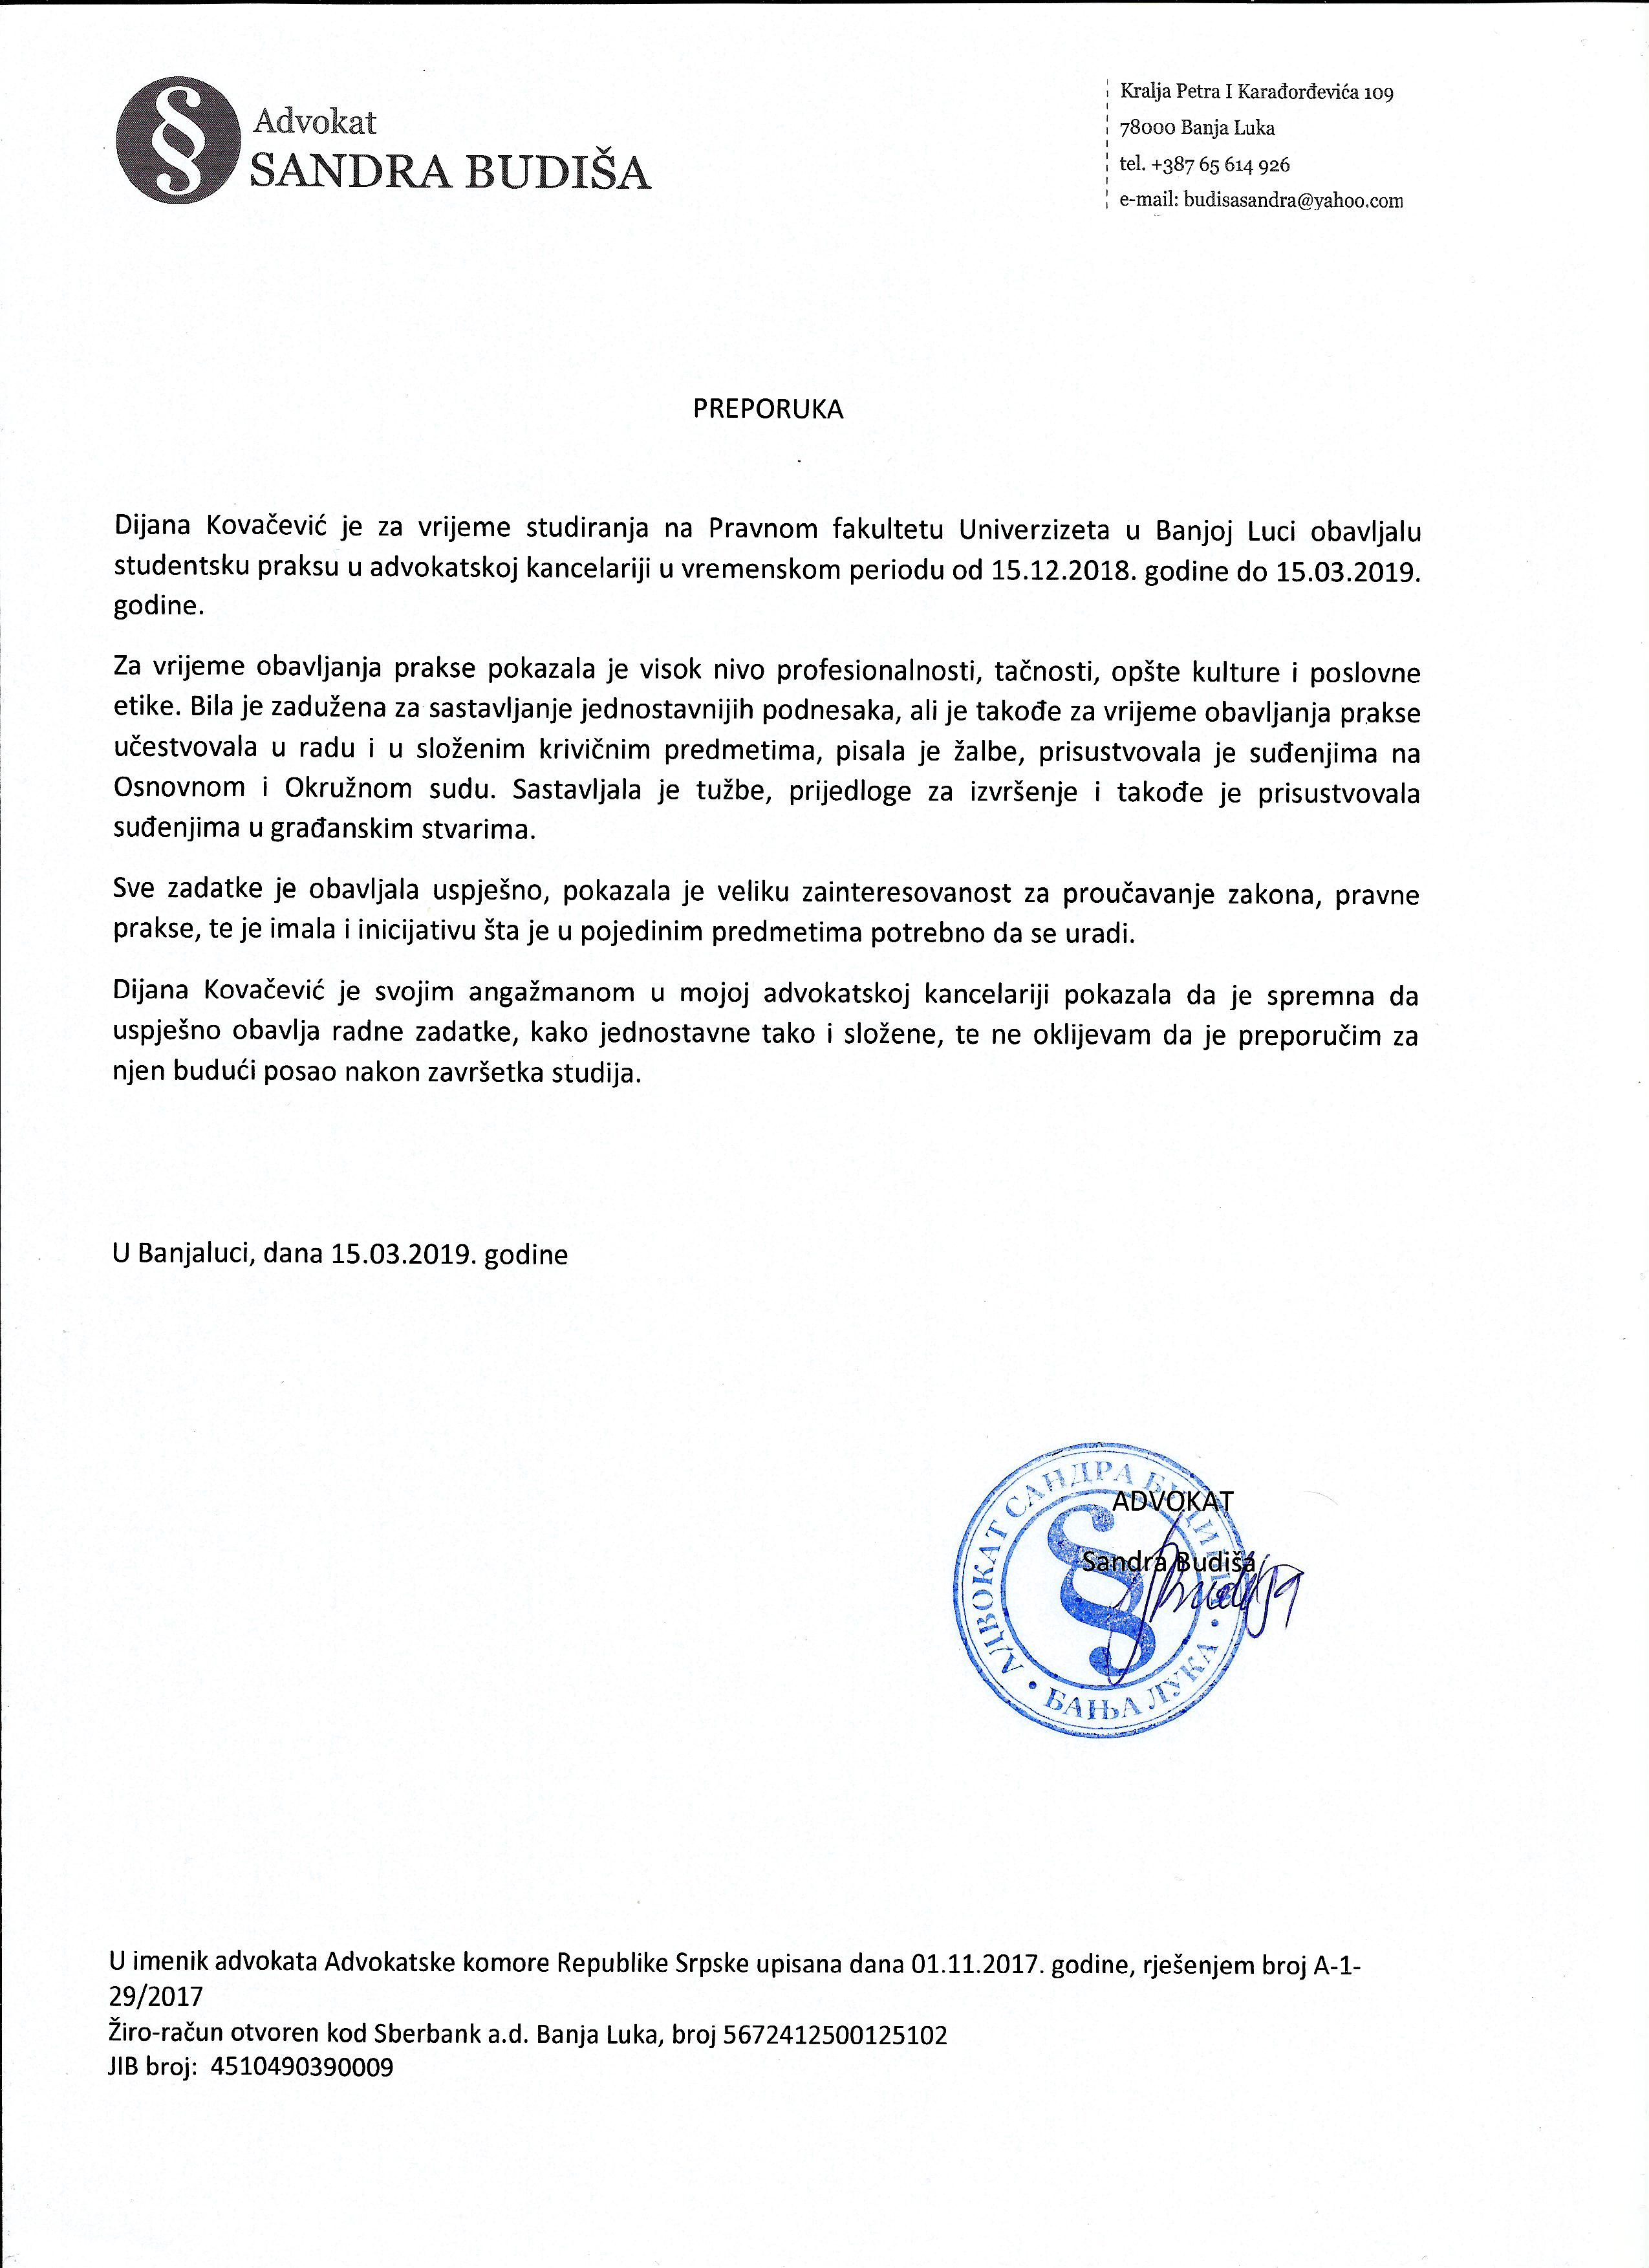 Advokat
SANDRA BUDIŠA
Kralja Petra I Karađorđevića 109
78000 Banja Luka
tel. +387 65 614 926
e-mail: budisasandra@yahoo.com
PREPORUKA
Dijana Kovačević je za vrijeme studiranja na Pravnom fakultetu Univerzizeta u Banjoj Luci obavljalu
studentsku praksu u advokatskoj kancelariji u vremenskom periodu od 15.12.2018. godine do 15.03.2019.
godine.
Za vrijeme obavljanja prakse pokazala je visok nivo profesionalnosti, tačnosti, opšte kulture i poslovne
etike. Bila je zadužena za sastavljanje jednostavnijih podnesaka, ali je takođe za vrijeme obavljanja prakse
učestvovala u radu i u složenim krivičnim predmetima, pisala je žalbe, prisustvovala je suđenjima na
Osnovnom i Okružnom sudu. Sastavljala je tužbe, prijedloge za izvršenje i takođe je prisustvovala
suđenjima u građanskim stvarima.
Sve zadatke je obavljala uspješno, pokazala je veliku zainteresovanost za proučavanje zakona, pravne
prakse, te je imala i inicijativu šta je u pojedinim predmetima potrebno da se uradi.
Dijana Kovačević je svojim angažmanom u mojoj advokatskoj kancelariji pokazala da je spremna da
uspješno obavlja radne zadatke, kako jednostavne tako i složene, te ne oklijevam da je preporučim za
njen budući posao nakon završetka studija.
U Banjaluci, dana 15.03.2019. godine
ADVOKAT
Sandra Budiša
АДВОКАТ САНДРА БУДИША
• БАЊА ЛУКА •
U imenik advokata Advokatske komore Republike Srpske upisana dana 01.11.2017. godine, rješenjem broj A-1-
29/2017
Žiro-račun otvoren kod Sberbank a.d. Banja Luka, broj 5672412500125102
JIB broj: 4510490390009